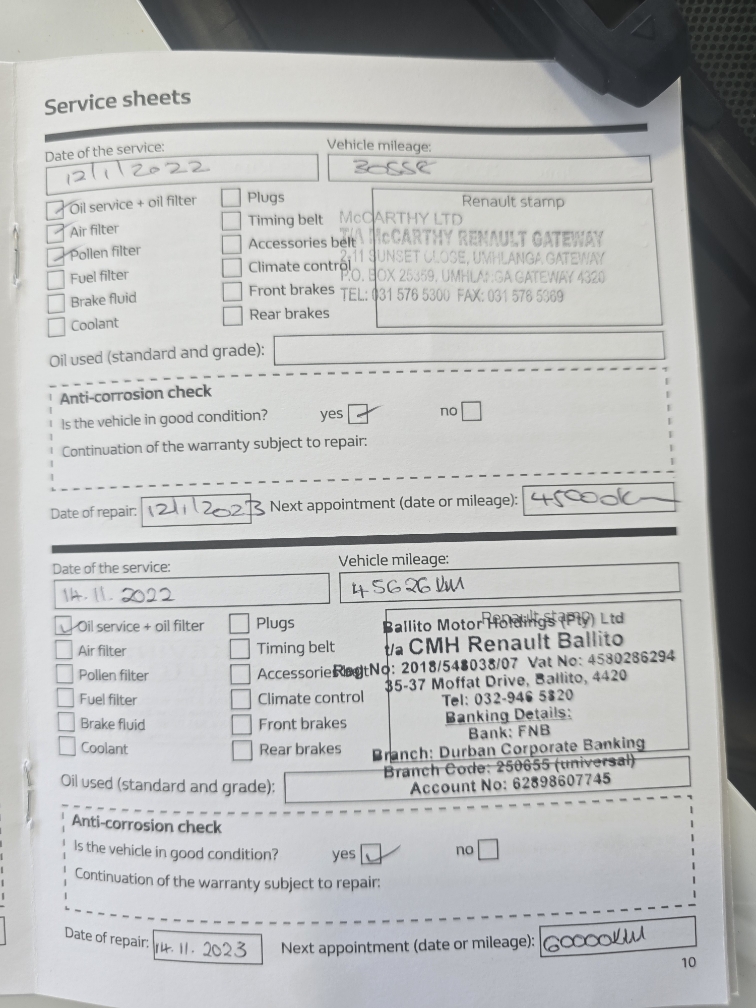 Service sheets
Date of the service: Vehicle mileage:
12/1/2022
Oil service + oil filter
Air filter
Pollen filter
Fuel filter
Brake fluid
Coolant
Plugs
Timing belt
Accessories belt
Climate control
Front brakes
Rear brakes
Renault stamp
McCARTHY LTD
T/A McCARTHY RENAULT GATEWAY
2-11 SUNSET CLOSE, UMHLANGA GATEWAY
P.O. BOX 25359, UMHLANGA GATEWAY 4320
TEL: 031 576 5300 FAX: 031 576 5369
Oil used (standard and grade):
Anti-corrosion check
Is the vehicle in good condition? yes no
Continuation of the warranty subject to repair:
Date of repair: 12/1/2023 Next appointment (date or mileage): 45000km
Date of the service: Vehicle mileage:
14.11.2022 45626KM
Oil service + oil filter
Air filter
Pollen filter
Fuel filter
Brake fluid
Coolant
Plugs
Timing belt
Accessories belt
Climate control
Front brakes
Rear brakes
Renault stamp
Ballito Motor Holdings (Pty) Ltd
t/a CMH Renault Ballito
Reg No: 2018/548038/07 Vat No: 4580286294
35-37 Moffat Drive, Ballito, 4420
Tel: 032-946 5820
Banking Details:
Bank: FNB
Branch: Durban Corporate Banking
Branch Code: 250655 (universal)
Account No: 62898607745
Oil used (standard and grade):
Anti-corrosion check
Is the vehicle in good condition? yes no
Continuation of the warranty subject to repair:
Date of repair: 14.11.2023 Next appointment (date or mileage): 60000KM
10